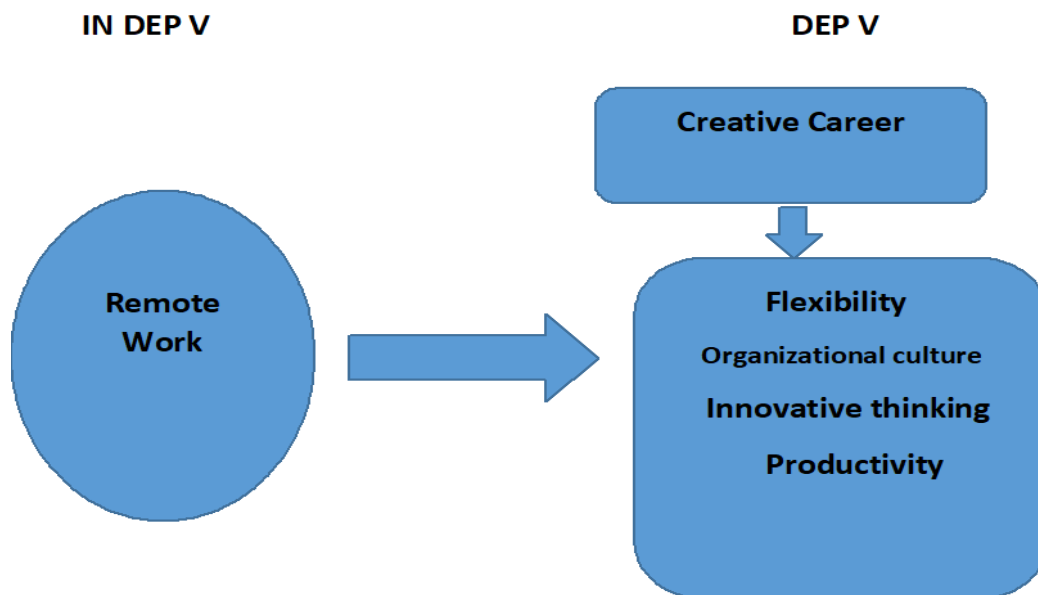 IN DEP V
DEP V
Creative Career
Remote
Work
Flexibility
Organizational culture
Innovative thinking
Productivity